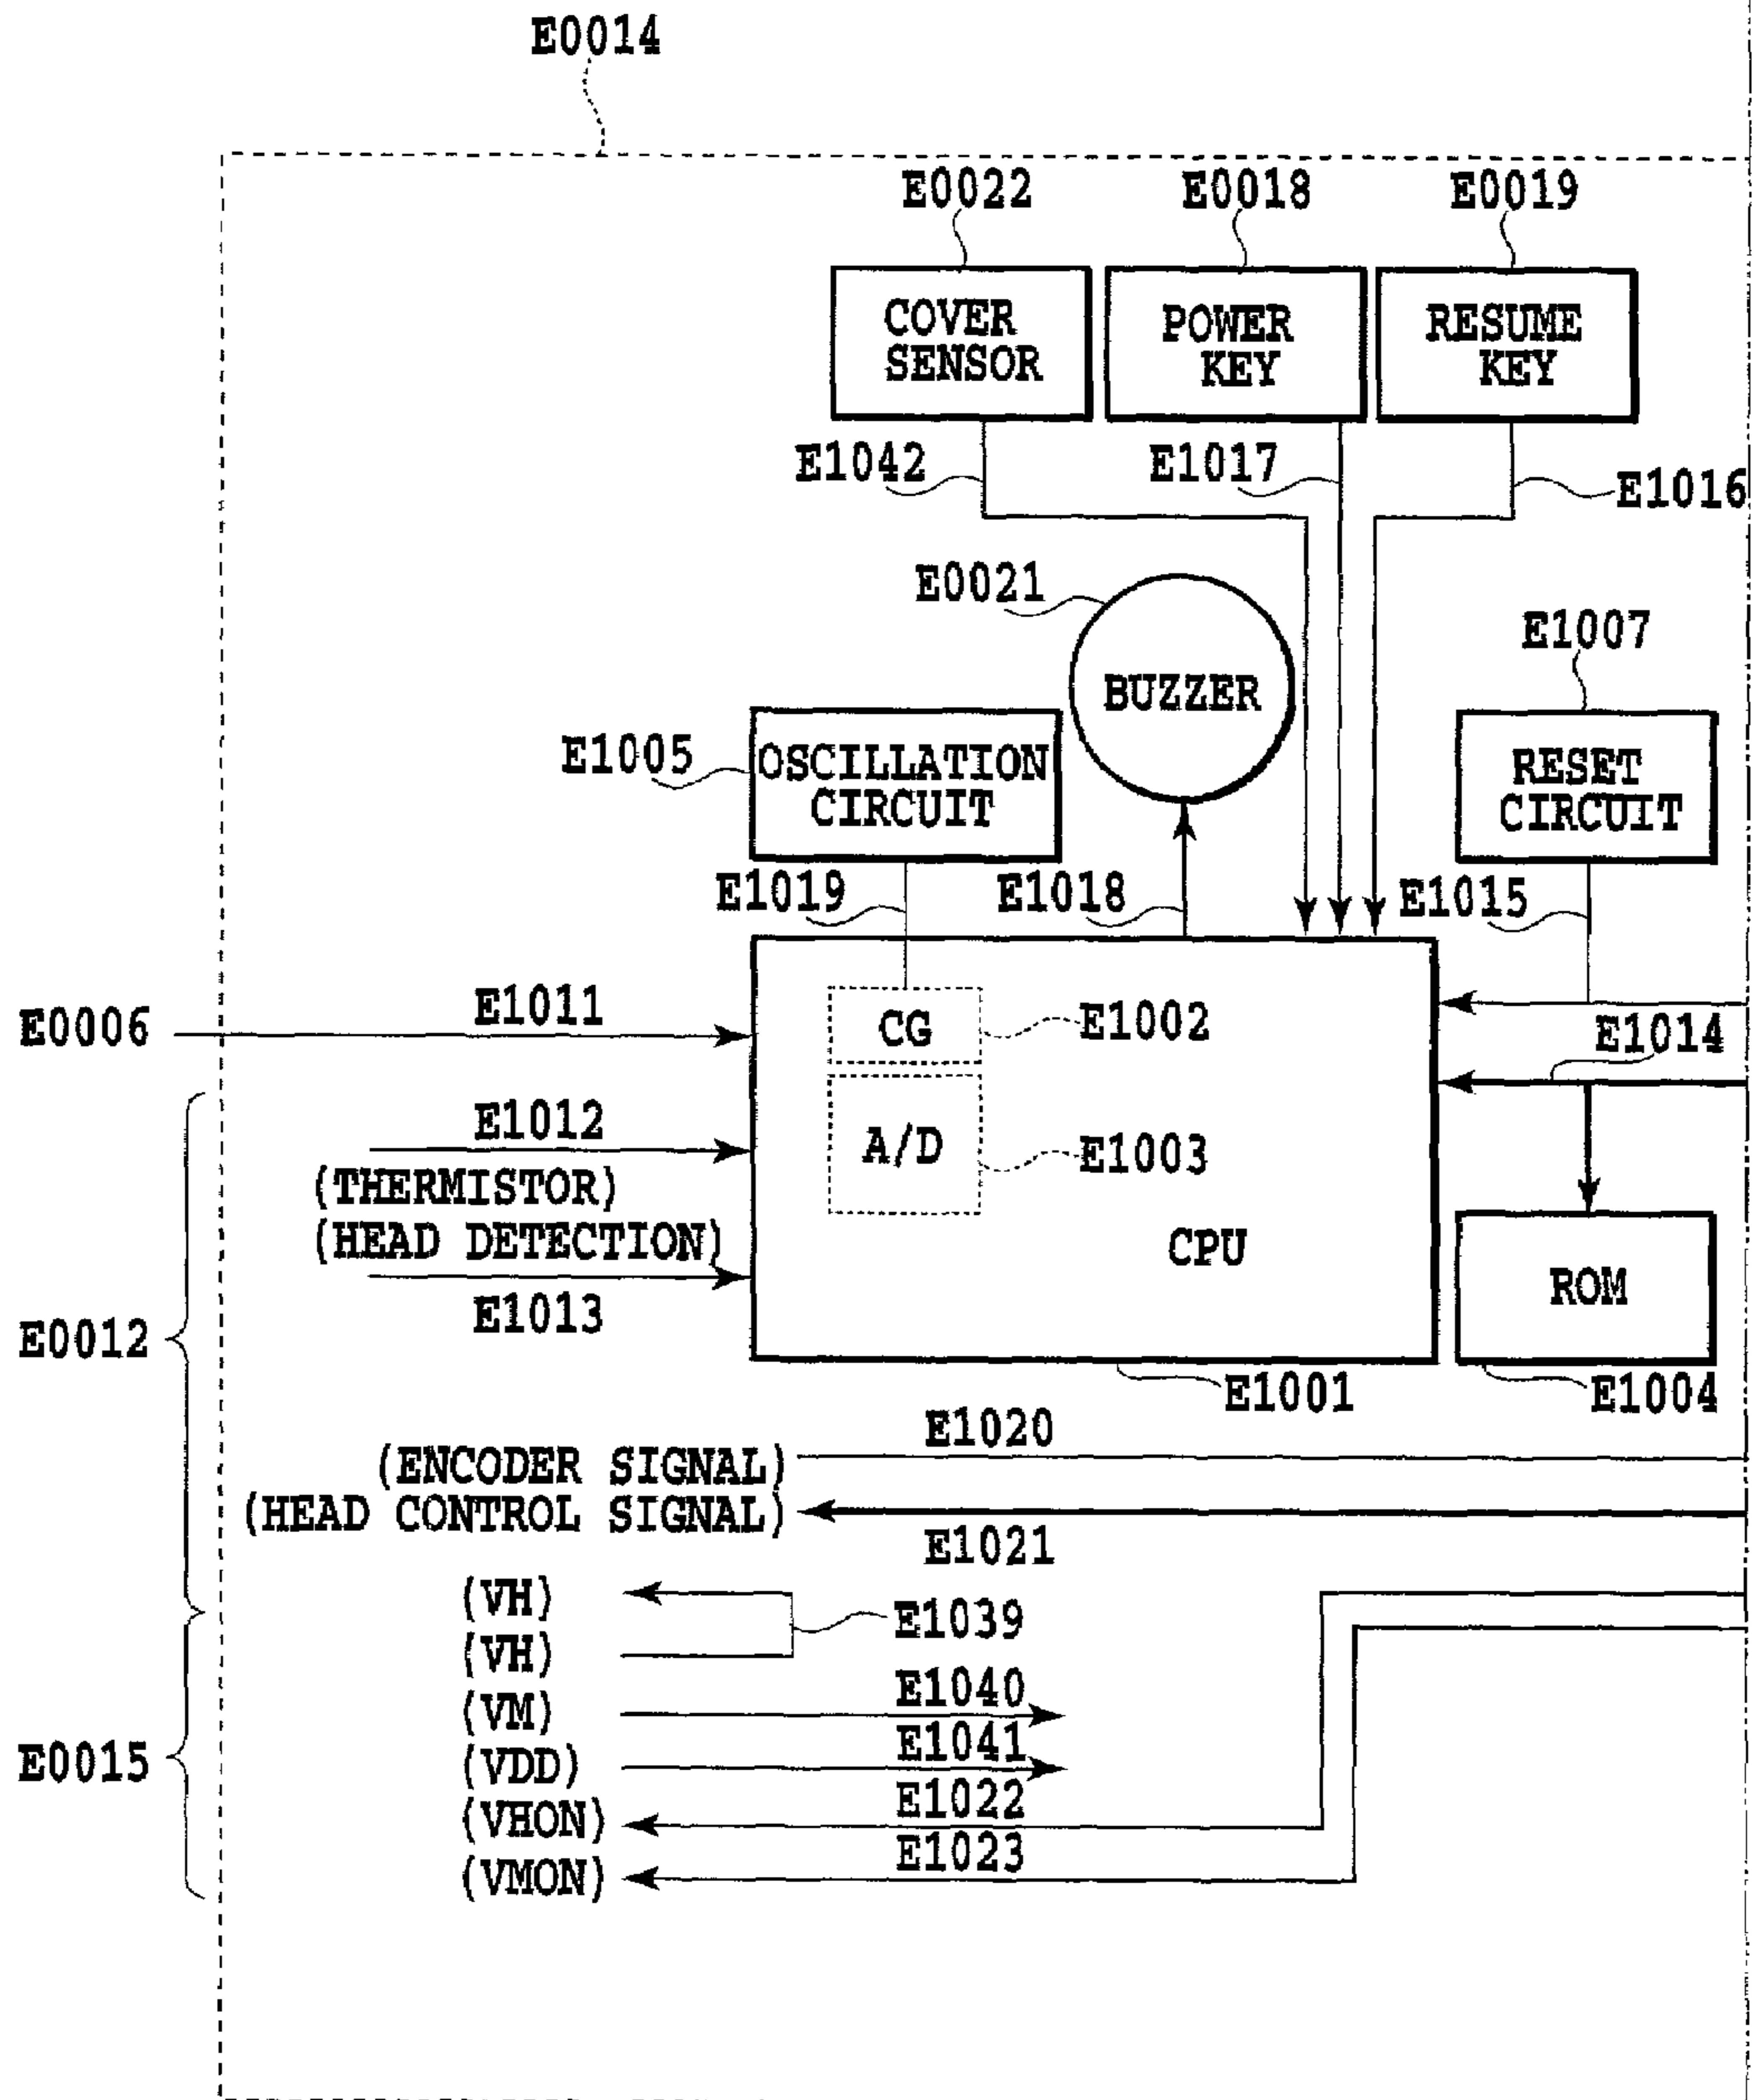 E0014
E0022
E0018
E0019
COVER
SENSOR
POWER
KEY
RESUME
KEY
E1042
E1017
E1016
E0021
E1007
BUZZER
E1005
OSCILLATION
CIRCUIT
RESET
CIRCUIT
E1019
E1018
E1015
E0006
E1011
CG
E1002
E1014
E1012
A/D
E1003
(THERMISTOR)
(HEAD DETECTION)
CPU
ROM
E1013
E0012
E1001
E1004
E1020
(ENCODER SIGNAL)
(HEAD CONTROL SIGNAL)
E1021
(VH)
E1039
(VH)
E1040
(VM)
E0015
E1041
(VDD)
E1022
(VHON)
E1023
(VMON)